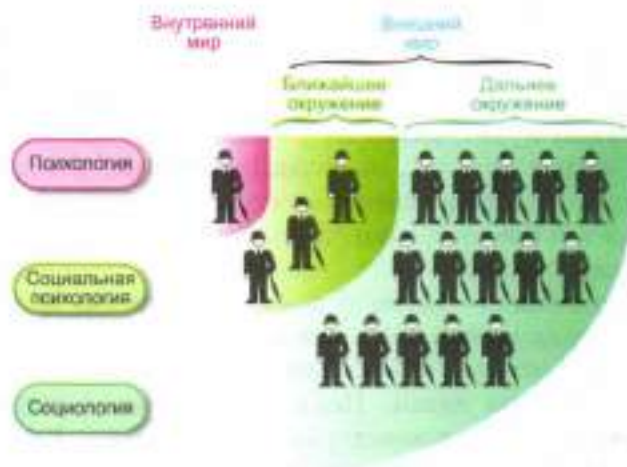 Внутренний
мир
Внешний
мир
Ближайшее
окружение
Дальнее
окружение
Психология
Социальная
психология
Социология